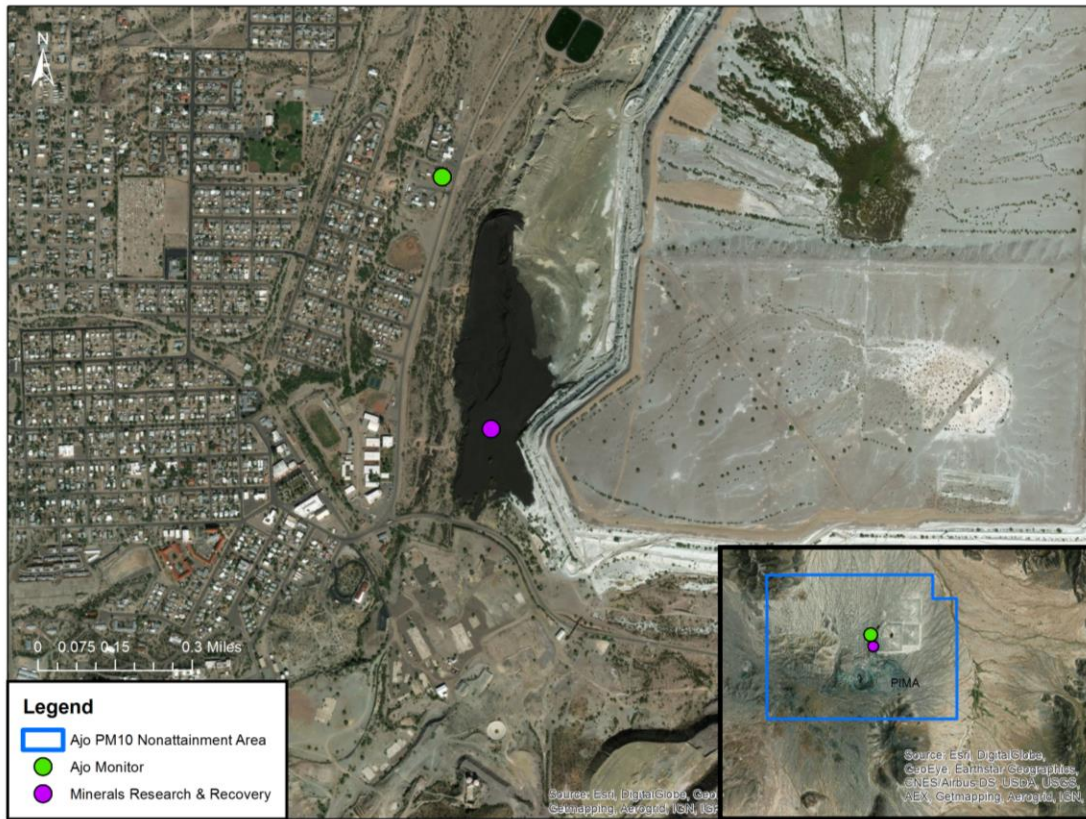 N
0 0.075 0.15 0.3 Miles
Legend
Ajo PM10 Nonattainment Area
Ajo Monitor
Minerals Research & Recovery
Source: Esri, DigitalGlobe,
Getmapping, Aerogrid, IGN,
PIMA
Source: Esri, DigitalGlobe,
GeoEye, Earthstar Geographics,
CNES/Airbus DS, USDA, USGS,
AEX, Getmapping, Aerogrid, IGN,